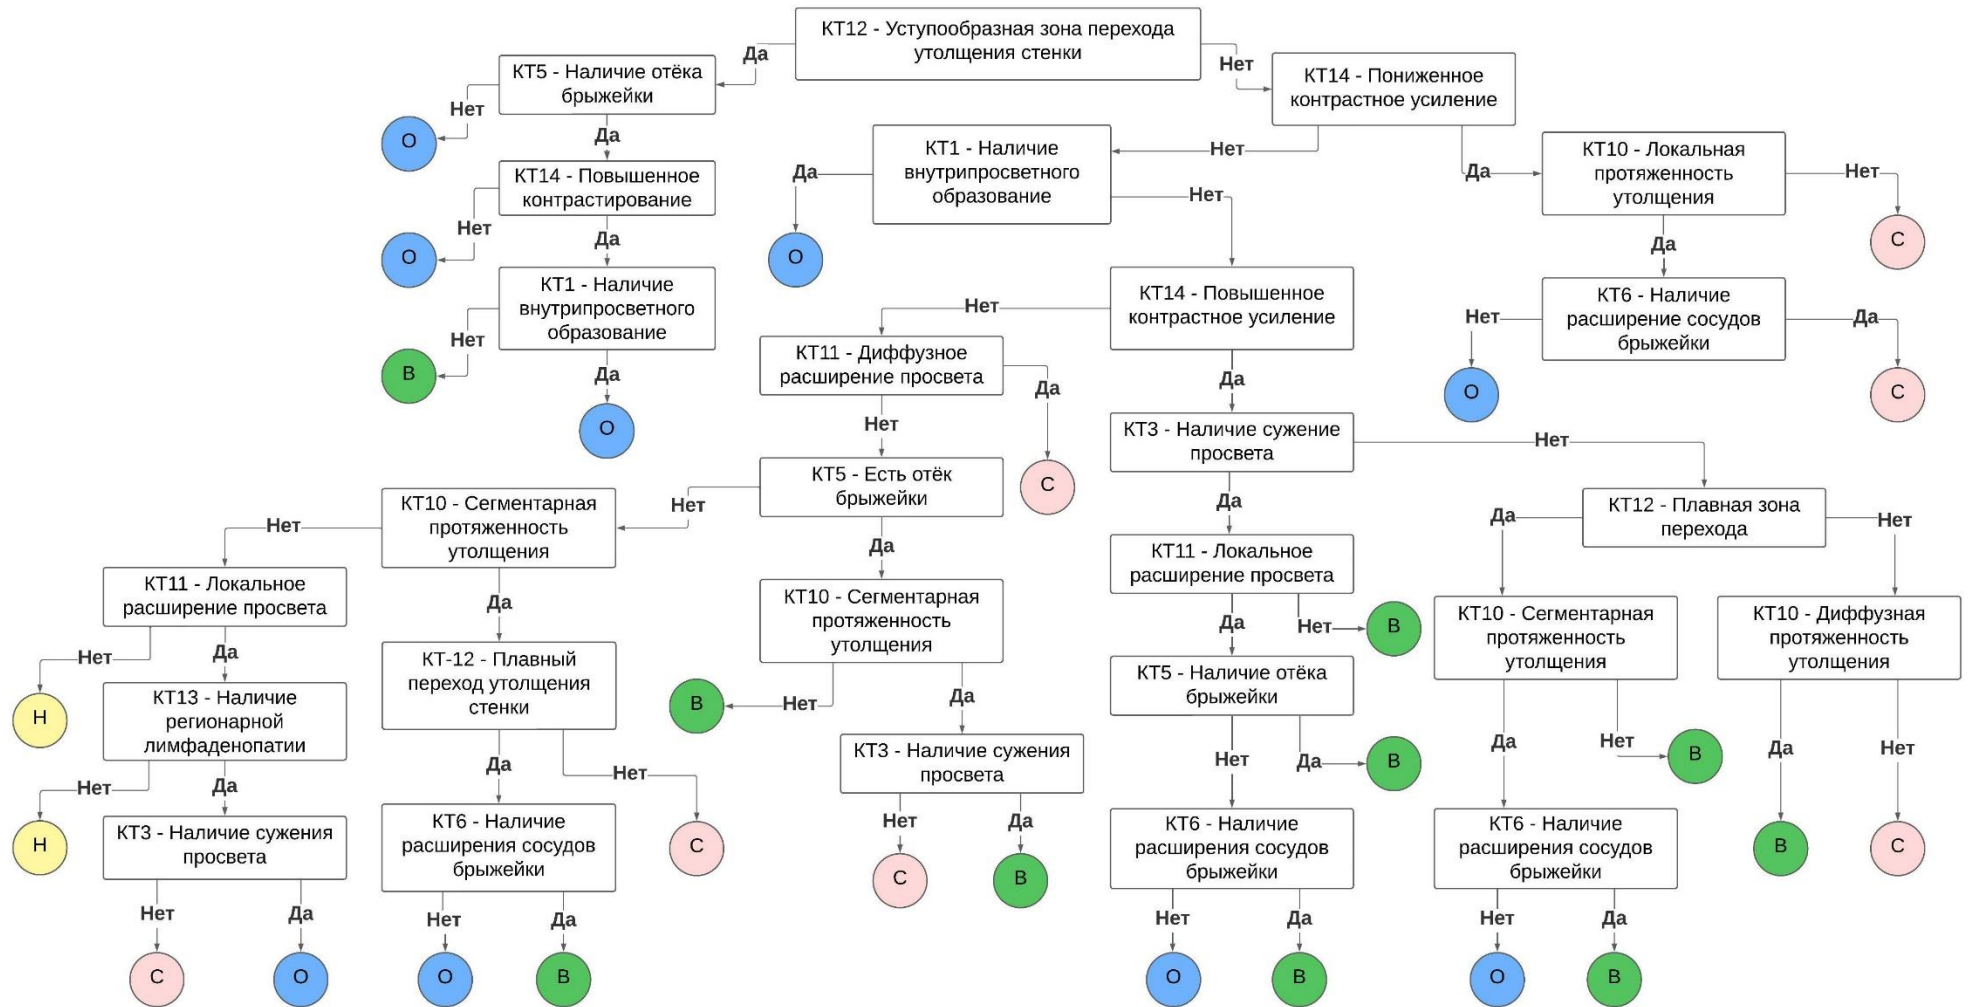 КТ12 - Уступообразная зона перехода
утолщения стенки
Да
Нет
КТ5 - Наличие отёка
брыжейки
КТ14 - Пониженное
контрастное усиление
Нет
О
Да
КТ1 - Наличие
внутрипросветного
образование
Нет
Да
КТ10 - Локальная
протяженность
утолщения
Да
Нет
О
Нет
С
КТ14 - Повышенное
контрастирование
Нет
О
Да
Да
КТ6 - Наличие
расширение сосудов
брыжейки
Нет
О
Да
С
КТ1 - Наличие
внутрипросветного
образование
Нет
В
Да
О
КТ14 - Повышенное
контрастное усиление
Нет
Да
КТ11 - Диффузное
расширение просвета
Да
С
Нет
КТ3 - Наличие сужение
просвета
Нет
Да
КТ5 - Есть отёк
брыжейки
Нет
Да
КТ10 - Сегментарная
протяженность
утолщения
Нет
Да
КТ12 - Плавная зона
перехода
Да
Нет
КТ11 - Локальное
расширение просвета
Да
Нет
В
КТ11 - Локальное
расширение просвета
Нет
Н
Да
КТ10 - Сегментарная
протяженность
утолщения
Нет
В
Да
КТ10 - Сегментарная
протяженность
утолщения
Да
Нет
В
КТ10 - Диффузная
протяженность
утолщения
Да
В
Нет
С
КТ-12 - Плавный
переход утолщения
стенки
Да
Нет
С
КТ5 - Наличие отёка
брыжейки
Нет
Да
В
КТ13 - Наличие
регионарной
лимфаденопатии
Нет
Н
Да
КТ3 - Наличие сужения
просвета
Нет
С
Да
В
КТ3 - Наличие сужения
просвета
Нет
С
Да
О
КТ6 - Наличие
расширения сосудов
брыжейки
Нет
О
Да
В
КТ6 - Наличие
расширения сосудов
брыжейки
Нет
О
Да
В
КТ6 - Наличие
расширения сосудов
брыжейки
Нет
О
Да
В